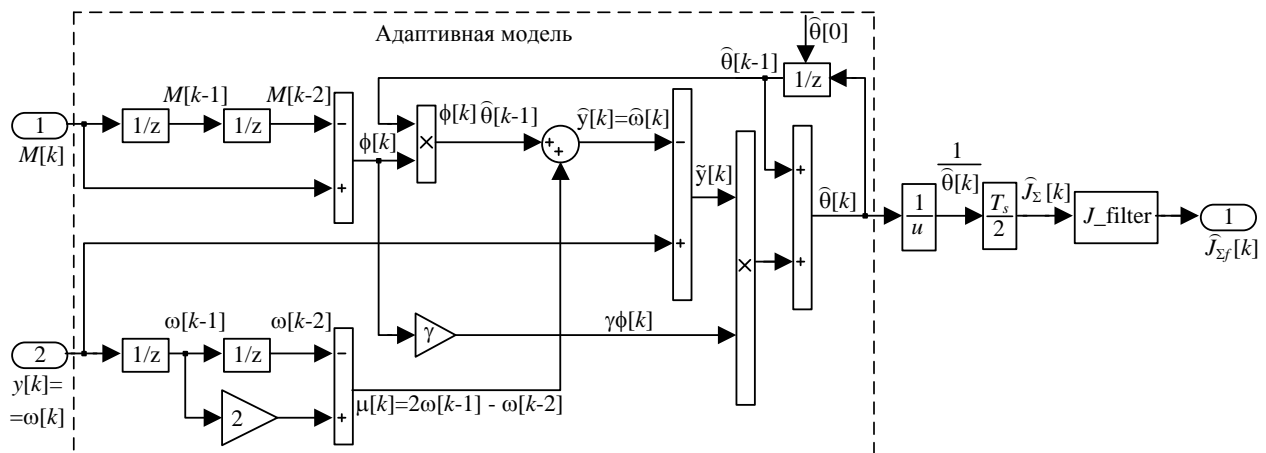 Адаптивная модель
θ̂[0]
θ̂[k-1]
1/z
M[k-1]
M[k-2]
1
M[k]
1/z
1/z
−
+
ϕ[k]
×
ϕ[k] θ̂[k-1]
+
+
ŷ[k]=ω̂[k]
−
+
ỹ[k]
×
+
+
θ̂[k]
1/u
1/θ̂[k]
Tₛ/2
Ĵ_Σ[k]
J_filter
1
Ĵ_Σf[k]
ω[k-1]
ω[k-2]
γ
γϕ[k]
2
y[k]=
=ω[k]
1/z
1/z
2
−
+
μ[k]=2ω[k-1] - ω[k-2]